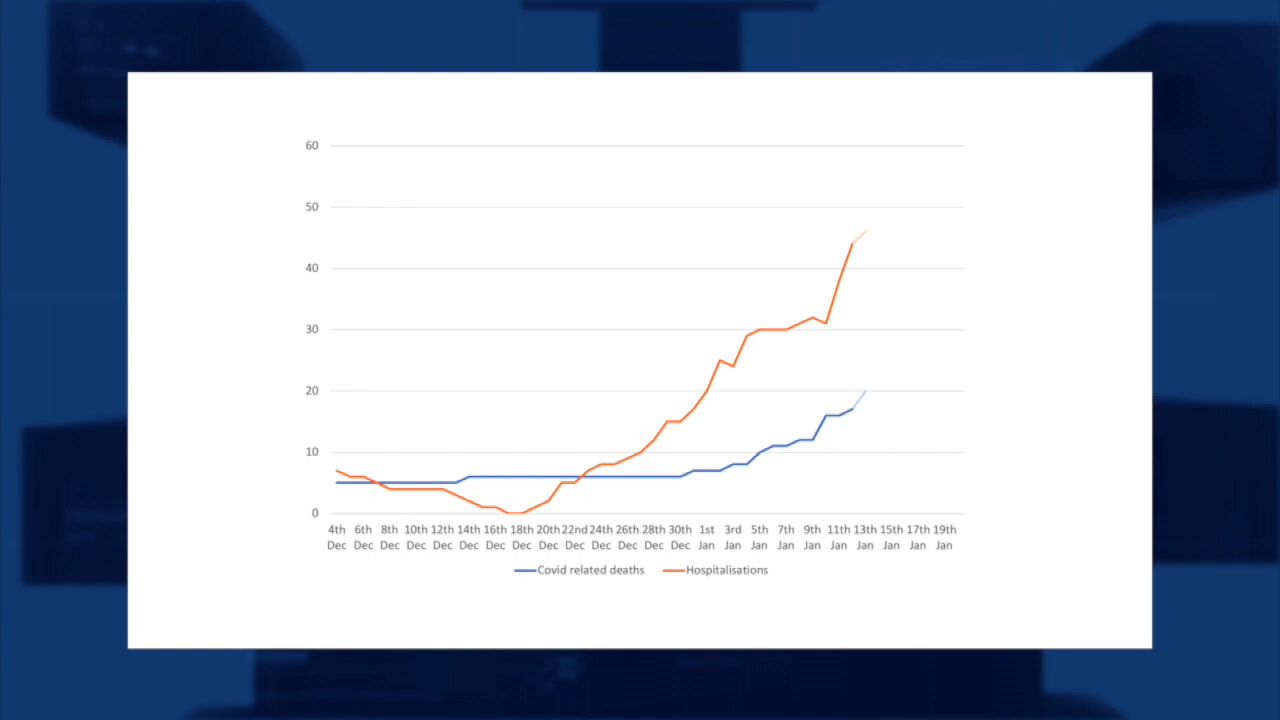 60
50
40
30
20
10
0
4th 6th 8th 10th 12th 14th 16th 18th 20th 22nd 24th 26th 28th 30th 1st 3rd 5th 7th 9th 11th 13th 15th 17th 19th
Dec Dec Dec Dec Dec Dec Dec Dec Dec Dec Dec Dec Dec Dec Jan Jan Jan Jan Jan Jan Jan Jan Jan Jan
Covid related deaths Hospitalisations